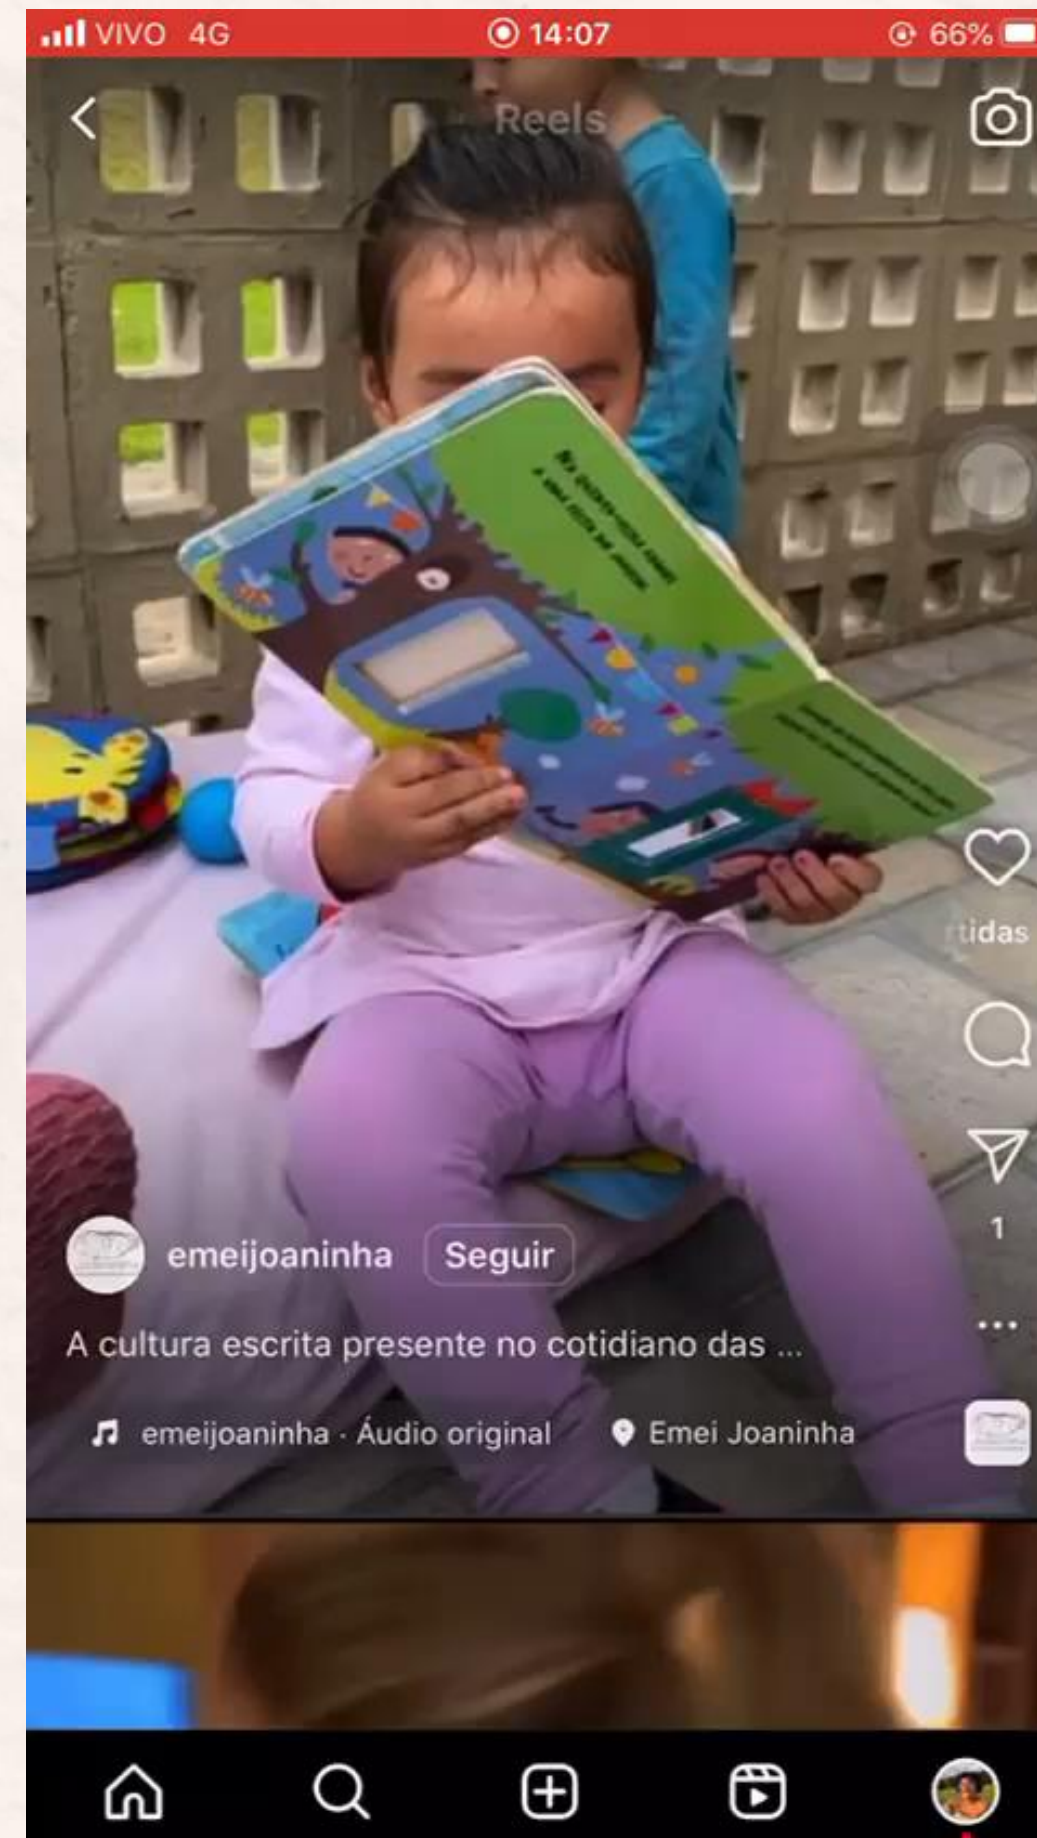 VIVO 4G 14:07 66%
Reels
tidas
1
emeijoaninha Seguir
A cultura escrita presente no cotidiano das ...
emeijoaninha · Áudio original Emei Joaninha